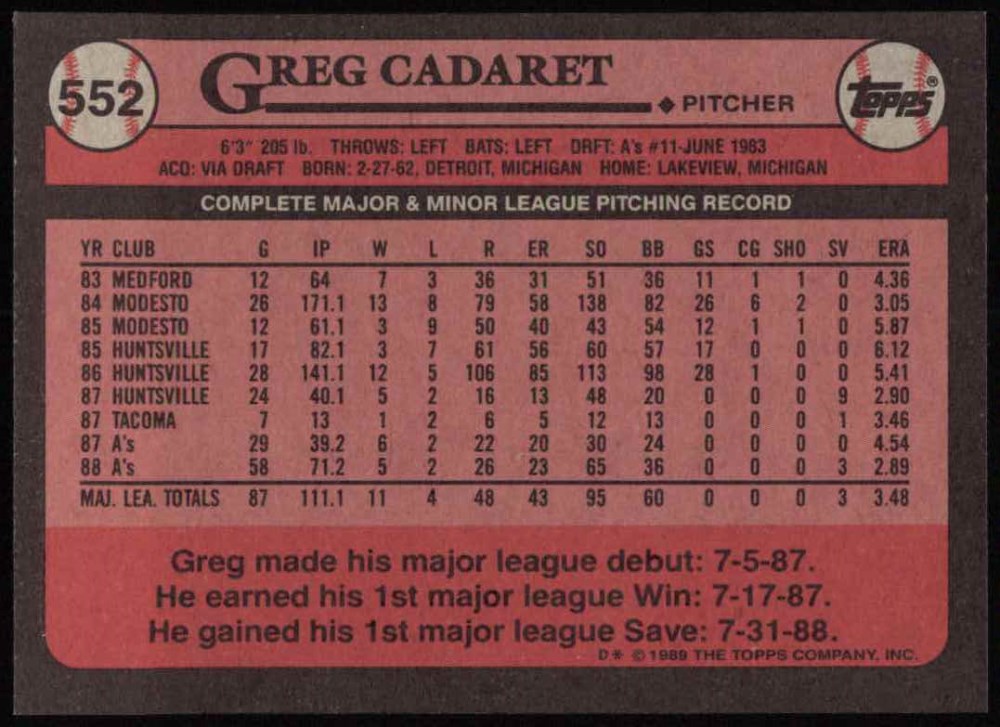 552
GREG CADARET
◆ PITCHER
Topps®
6'3" 205 lb. THROWS: LEFT BATS: LEFT DRFT: A's #11-JUNE 1983
ACQ: VIA DRAFT BORN: 2-27-62, DETROIT, MICHIGAN HOME: LAKEVIEW, MICHIGAN
COMPLETE MAJOR & MINOR LEAGUE PITCHING RECORD
YR CLUB G IP W L R ER SO BB GS CG SHO SV ERA
83 MEDFORD 12 64 7 3 36 31 51 36 11 1 1 0 4.36
84 MODESTO 26 171.1 13 8 79 58 138 82 26 6 2 0 3.05
85 MODESTO 12 61.1 3 9 50 40 43 54 12 1 1 0 5.87
85 HUNTSVILLE 17 82.1 3 7 61 56 60 57 17 0 0 0 6.12
86 HUNTSVILLE 28 141.1 12 5 106 85 113 98 28 1 0 0 5.41
87 HUNTSVILLE 24 40.1 5 2 16 13 48 20 0 0 0 9 2.90
87 TACOMA 7 13 1 2 6 5 12 13 0 0 0 1 3.46
87 A's 29 39.2 6 2 22 20 30 24 0 0 0 0 4.54
88 A's 58 71.2 5 2 26 23 65 36 0 0 0 3 2.89
MAJ. LEA. TOTALS 87 111.1 11 4 48 43 95 60 0 0 0 3 3.48
Greg made his major league debut: 7-5-87.
He earned his 1st major league Win: 7-17-87.
He gained his 1st major league Save: 7-31-88.
D* © 1989 THE TOPPS COMPANY, INC.